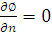 ∂∅/∂n = 0